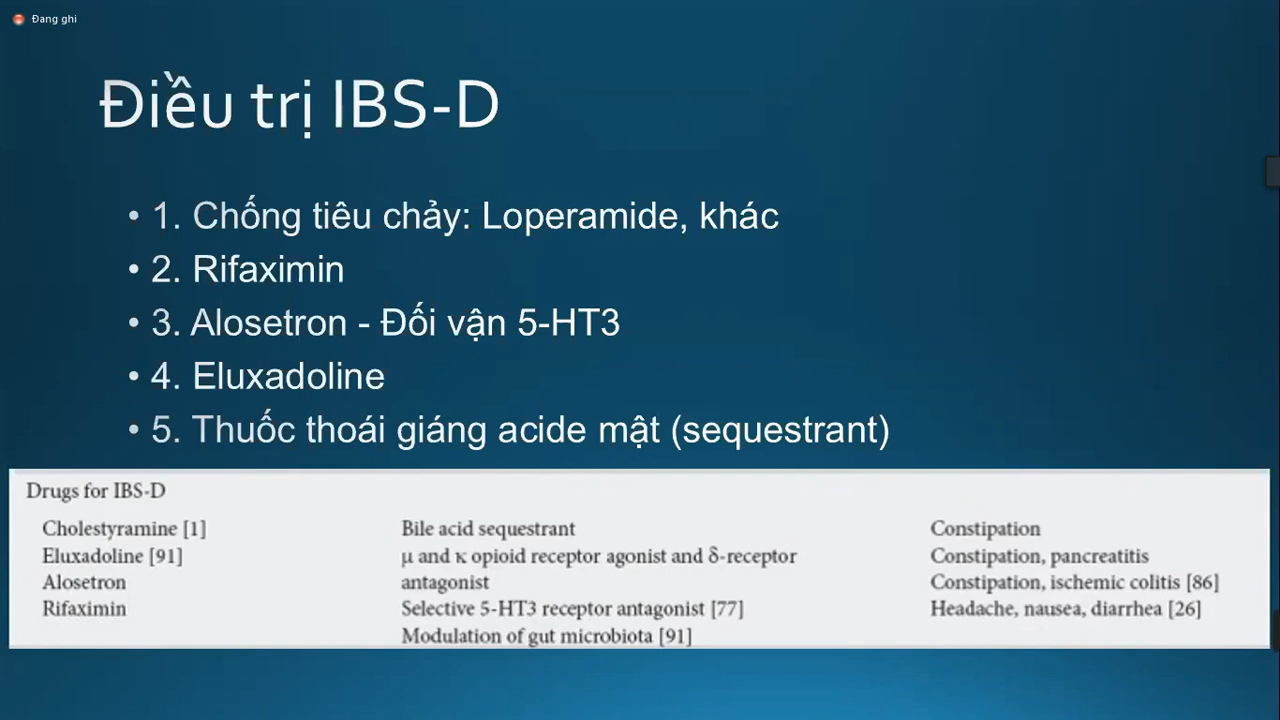 Đang ghi
Điều trị IBS-D
• 1. Chống tiêu chảy: Loperamide, khác
• 2. Rifaximin
• 3. Alosetron - Đối vận 5-HT3
• 4. Eluxadoline
• 5. Thuốc thoái giáng acide mật (sequestrant)
Drugs for IBS-D
Cholestyramine [1] Bile acid sequestrant Constipation
Eluxadoline [91] μ and κ opioid receptor agonist and δ-receptor Constipation, pancreatitis
Alosetron antagonist Constipation, ischemic colitis [86]
Rifaximin Selective 5-HT3 receptor antagonist [77] Headache, nausea, diarrhea [26]
Modulation of gut microbiota [91]